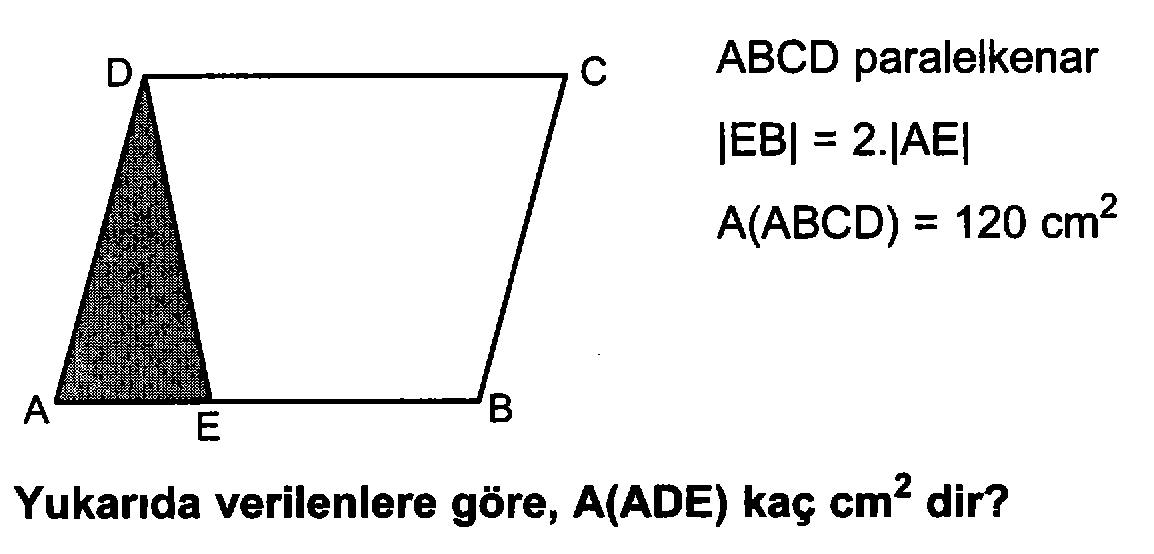 D
C
ABCD paralelkenar
|EB| = 2.|AE|
A(ABCD) = 120 cm²
A
E
B
Yukarıda verilenlere göre, A(ADE) kaç cm² dir?